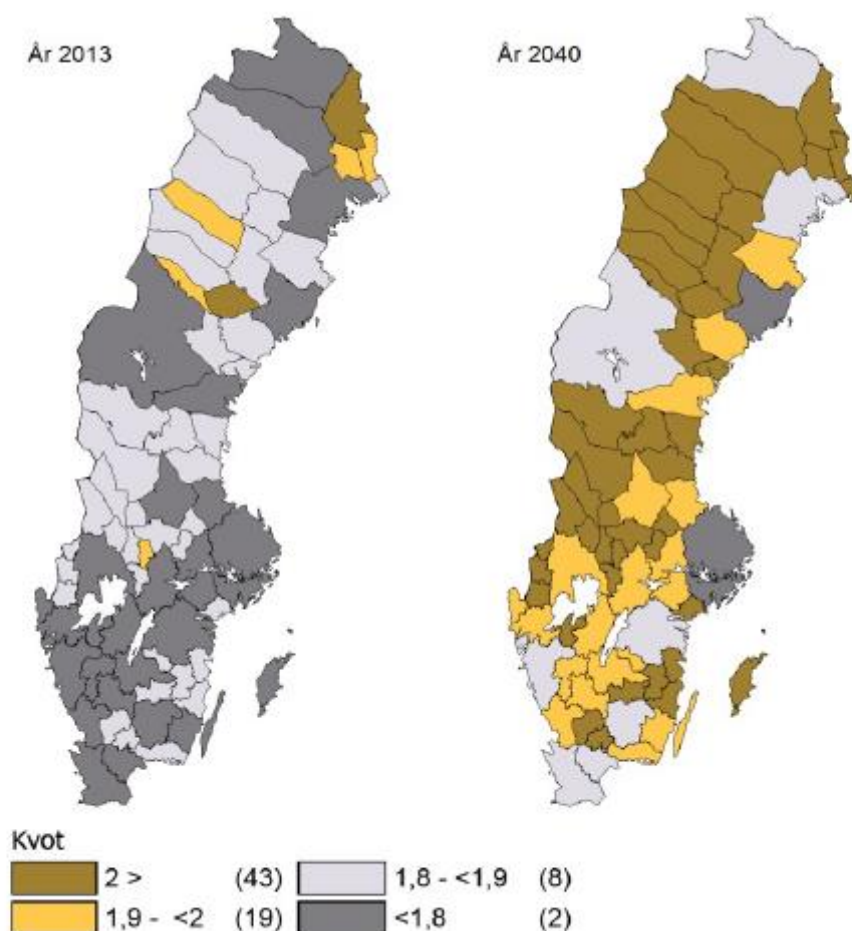 År 2013
År 2040
Kvot
2 > (43) 1,8 - <1,9 (8)
1,9 - <2 (19) <1,8 (2)